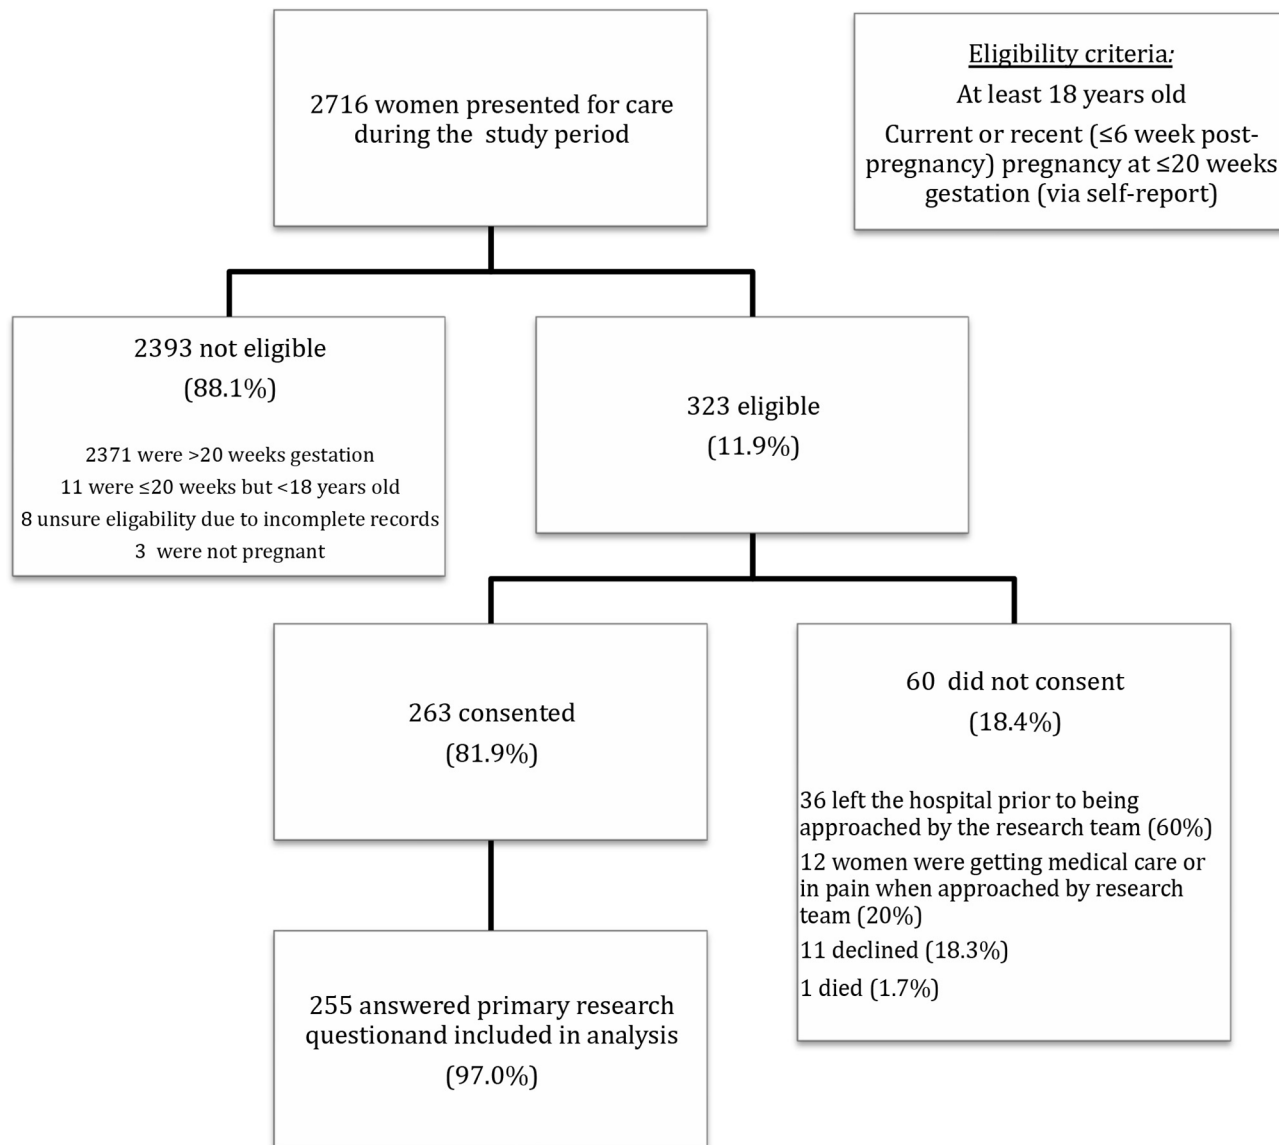 2716 women presented for care
during the study period
Eligibility criteria:
At least 18 years old
Current or recent (≤6 week post-
pregnancy) pregnancy at ≤20 weeks
gestation (via self-report)
2393 not eligible
(88.1%)
2371 were >20 weeks gestation
11 were ≤20 weeks but <18 years old
8 unsure eligability due to incomplete records
3 were not pregnant
323 eligible
(11.9%)
263 consented
(81.9%)
60 did not consent
(18.4%)
36 left the hospital prior to being
approached by the research team (60%)
12 women were getting medical care or
in pain when approached by research
team (20%)
11 declined (18.3%)
1 died (1.7%)
255 answered primary research
questionand included in analysis
(97.0%)